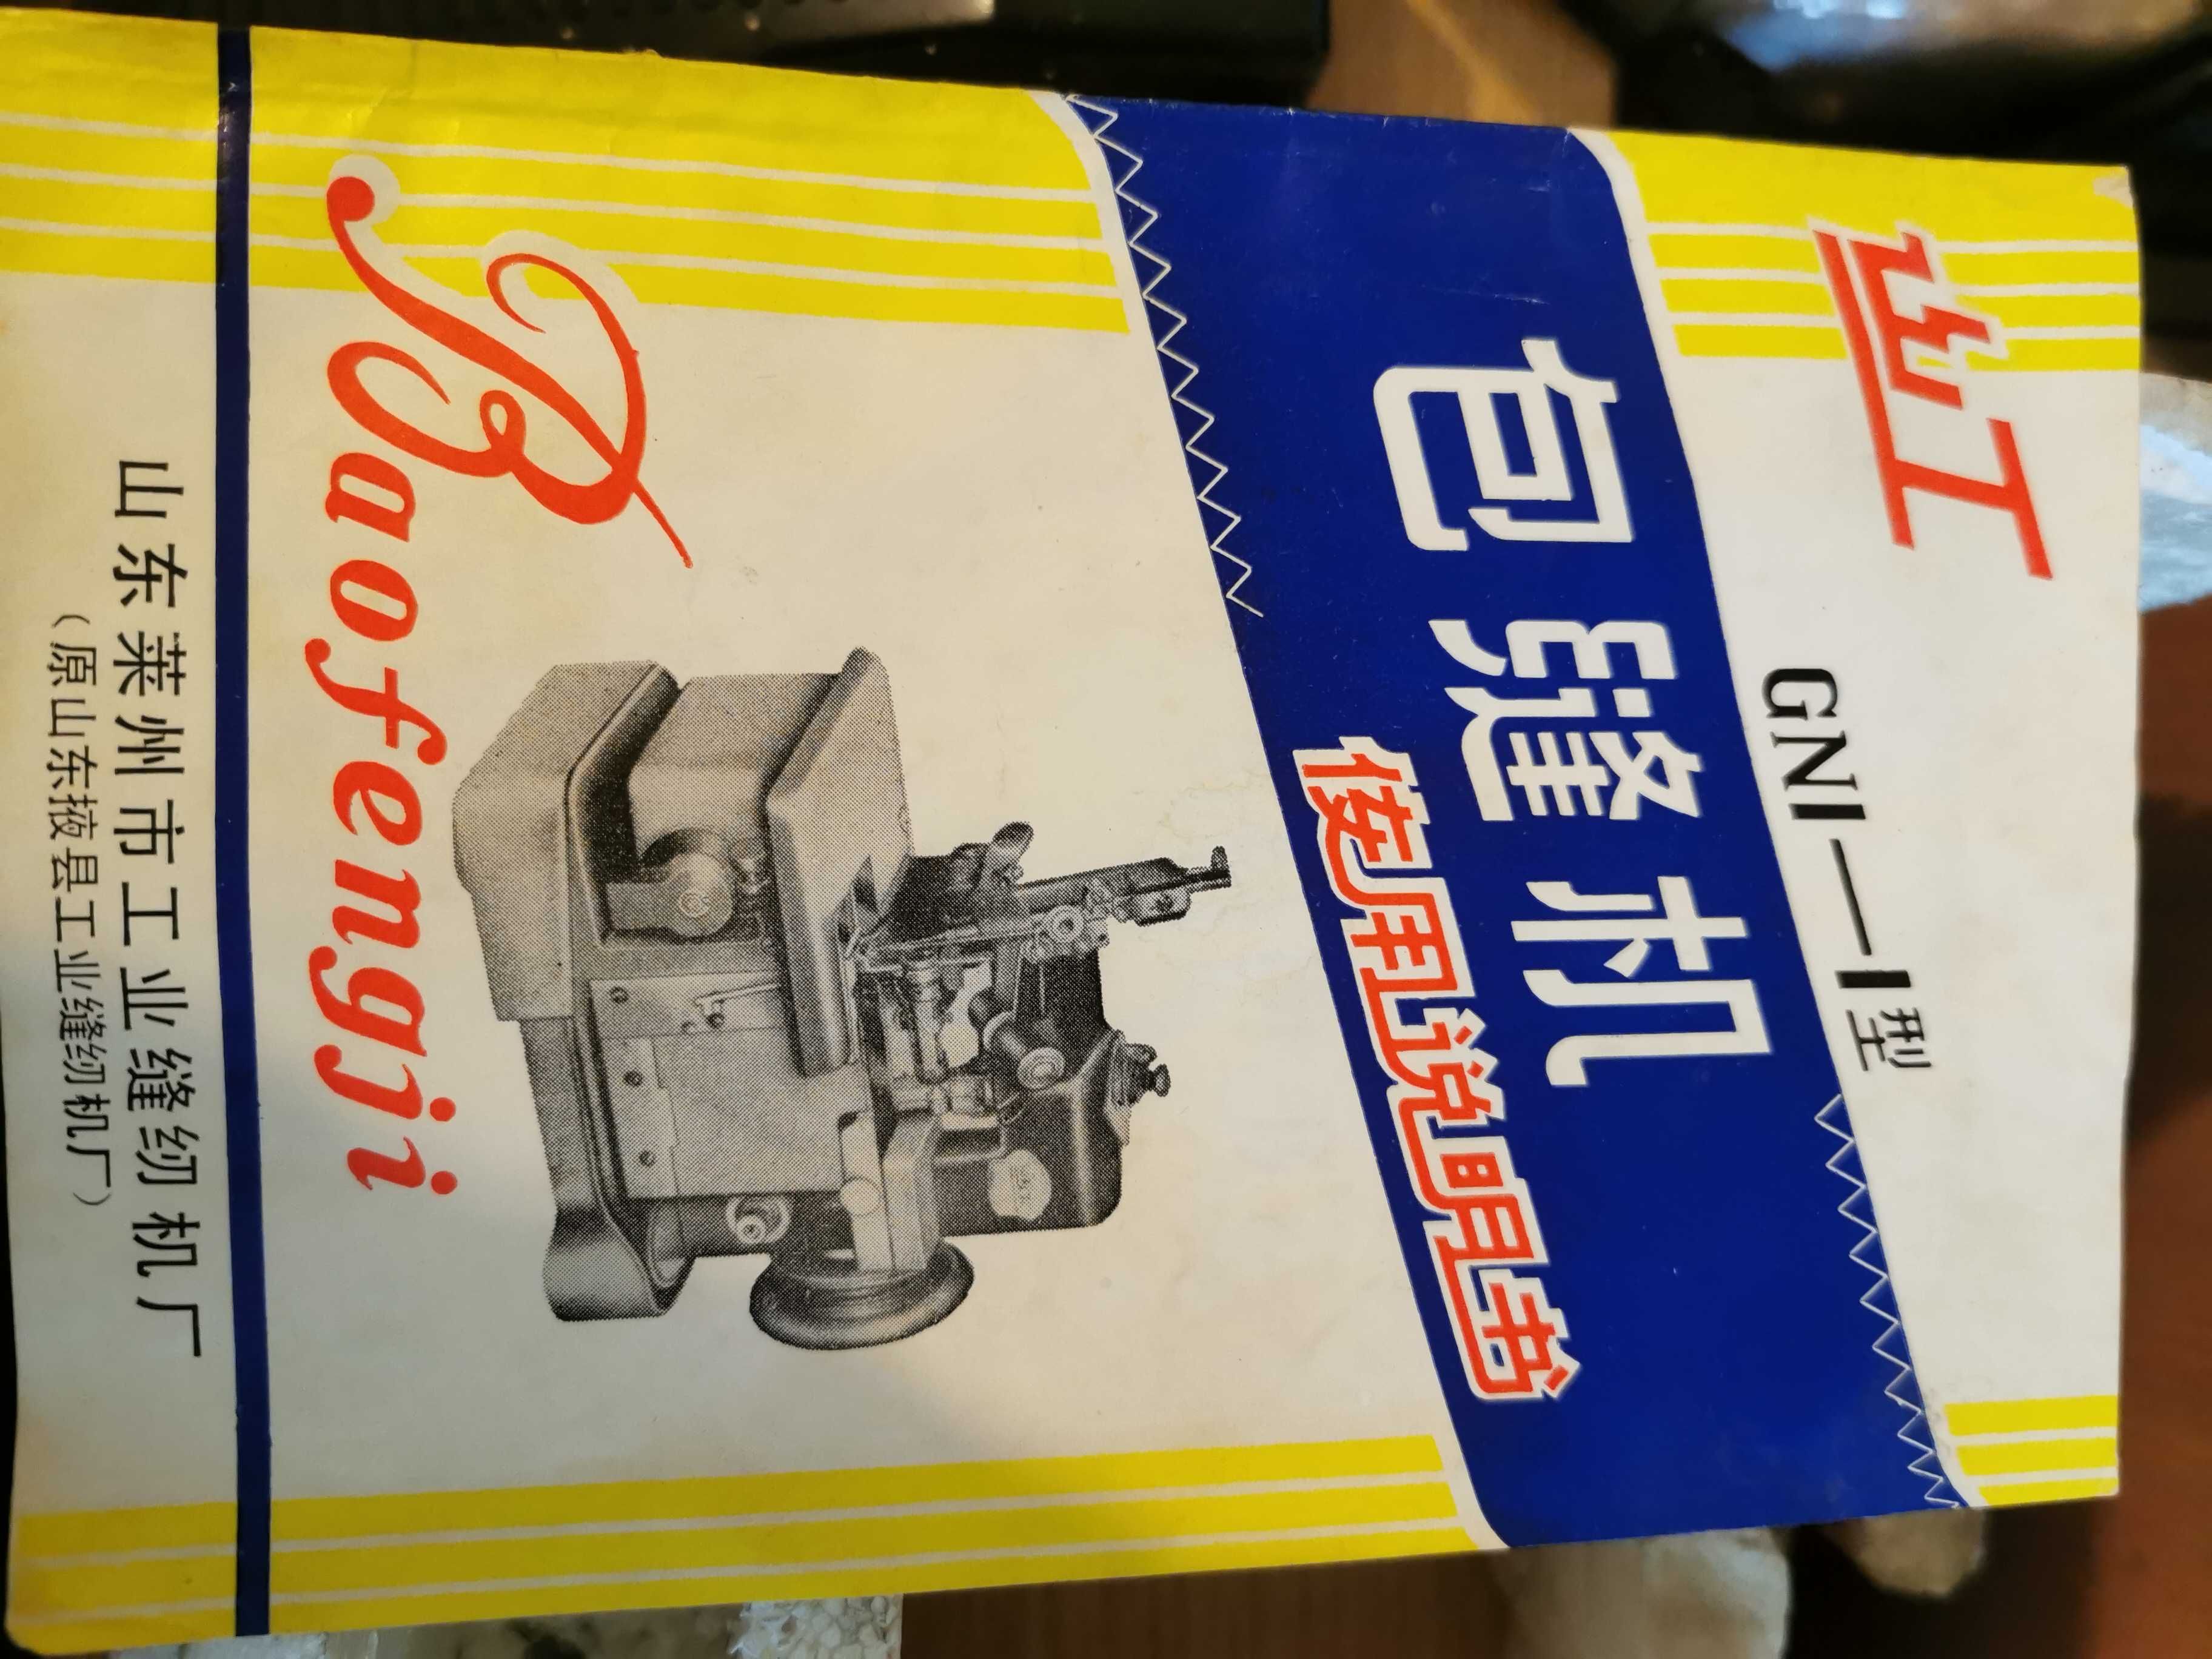 山工
GN1—1型
包缝机
使用说明书
Baofengji
山东莱州市工业缝纫机厂
（原山东掖县工业缝纫机厂）